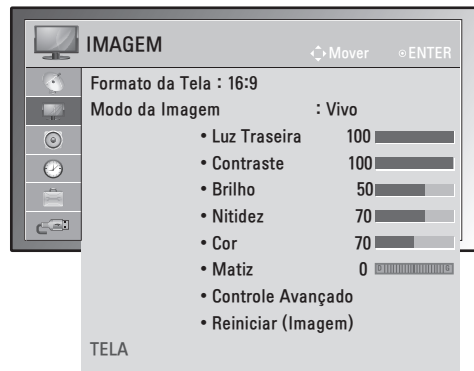 IMAGEM
Mover ENTER
Formato da Tela : 16:9
Modo da Imagem : Vivo
• Luz Traseira 100
• Contraste 100
• Brilho 50
• Nitidez 70
• Cor 70
• Matiz 0
• Controle Avançado
• Reiniciar (Imagem)
TELA